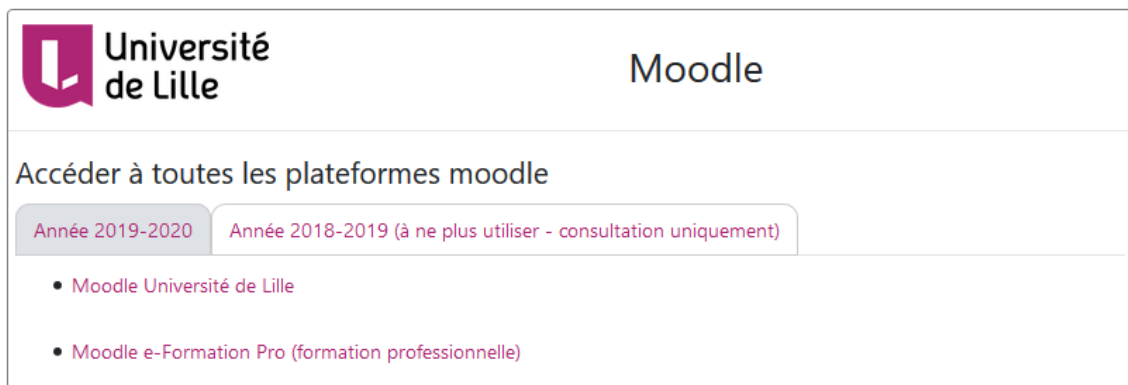 Université
de Lille
Moodle
Accéder à toutes les plateformes moodle
Année 2019-2020
Année 2018-2019 (à ne plus utiliser - consultation uniquement)
Moodle Université de Lille
Moodle e-Formation Pro (formation professionnelle)